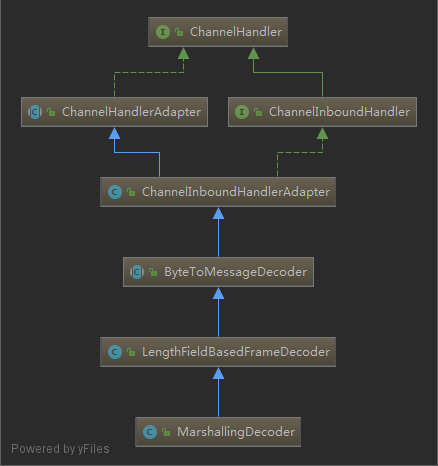 I ChannelHandler
C ChannelHandlerAdapter
I ChannelInboundHandler
C ChannelInboundHandlerAdapter
C ByteToMessageDecoder
C LengthFieldBasedFrameDecoder
C MarshallingDecoder
Powered by yFiles